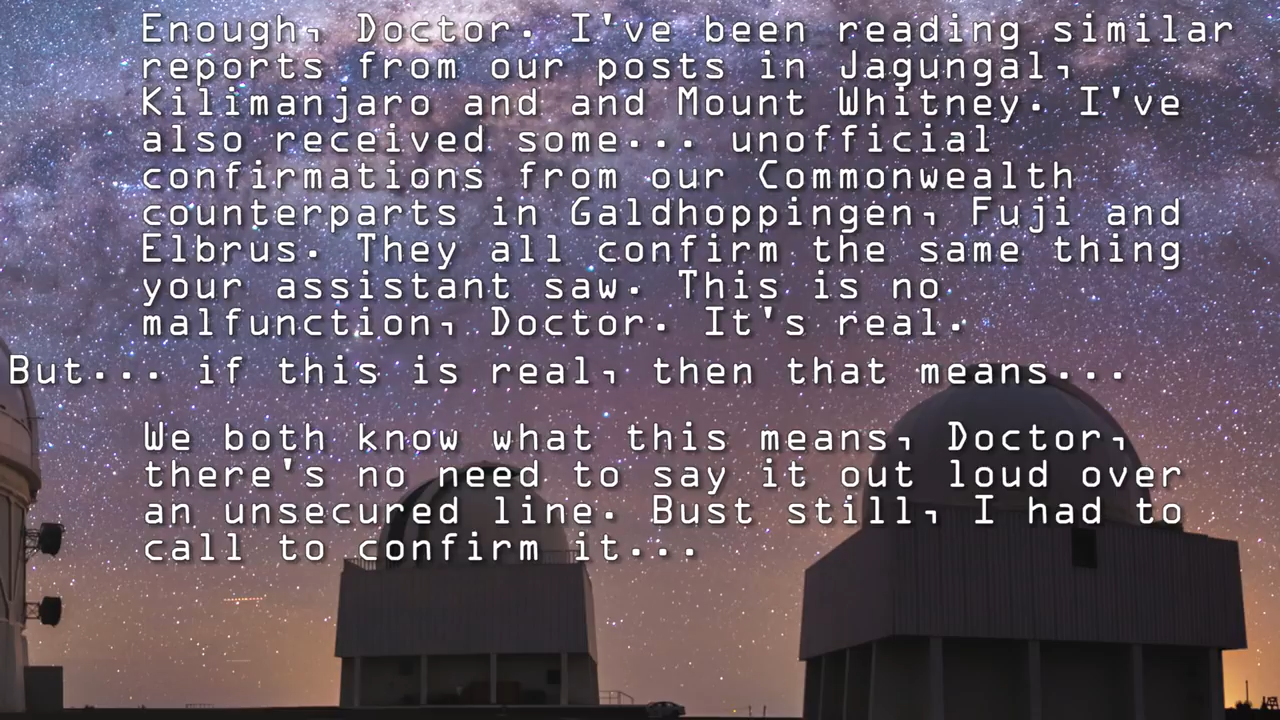 Enough, Doctor. I've been reading similar
reports from our posts in Jagungal,
Kilimanjaro and and Mount Whitney. I've
also received some... unofficial
confirmations from our Commonwealth
counterparts in Galdhoppingen, Fuji and
Elbrus. They all confirm the same thing
your assistant saw. This is no
malfunction, Doctor. It's real.
But... if this is real, then that means...
We both know what this means, Doctor,
there's no need to say it out loud over
an unsecured line. Bust still, I had to
call to confirm it...